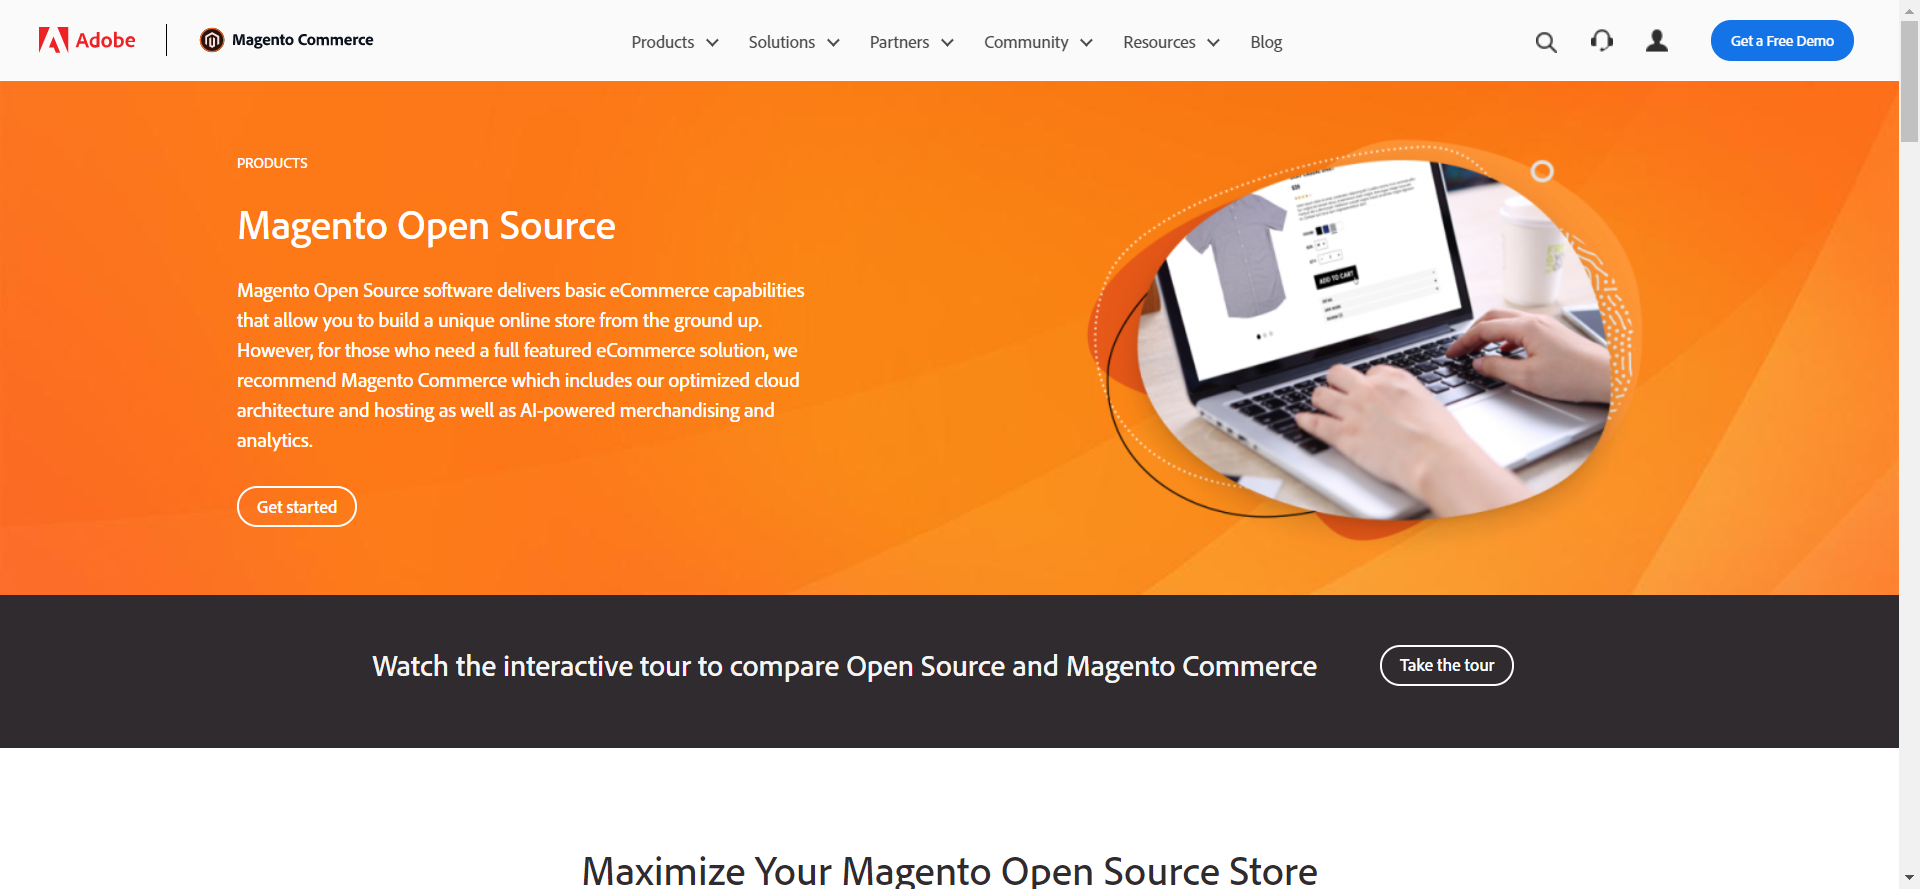 Adobe
Magento Commerce
Products
Solutions
Partners
Community
Resources
Blog
Get a Free Demo
PRODUCTS
Magento Open Source
Magento Open Source software delivers basic eCommerce capabilities
that allow you to build a unique online store from the ground up.
However, for those who need a full featured eCommerce solution, we
recommend Magento Commerce which includes our optimized cloud
architecture and hosting as well as AI-powered merchandising and
analytics.
Get started
ADD TO CART
Watch the interactive tour to compare Open Source and Magento Commerce
Take the tour
Maximize Your Magento Open Source Store